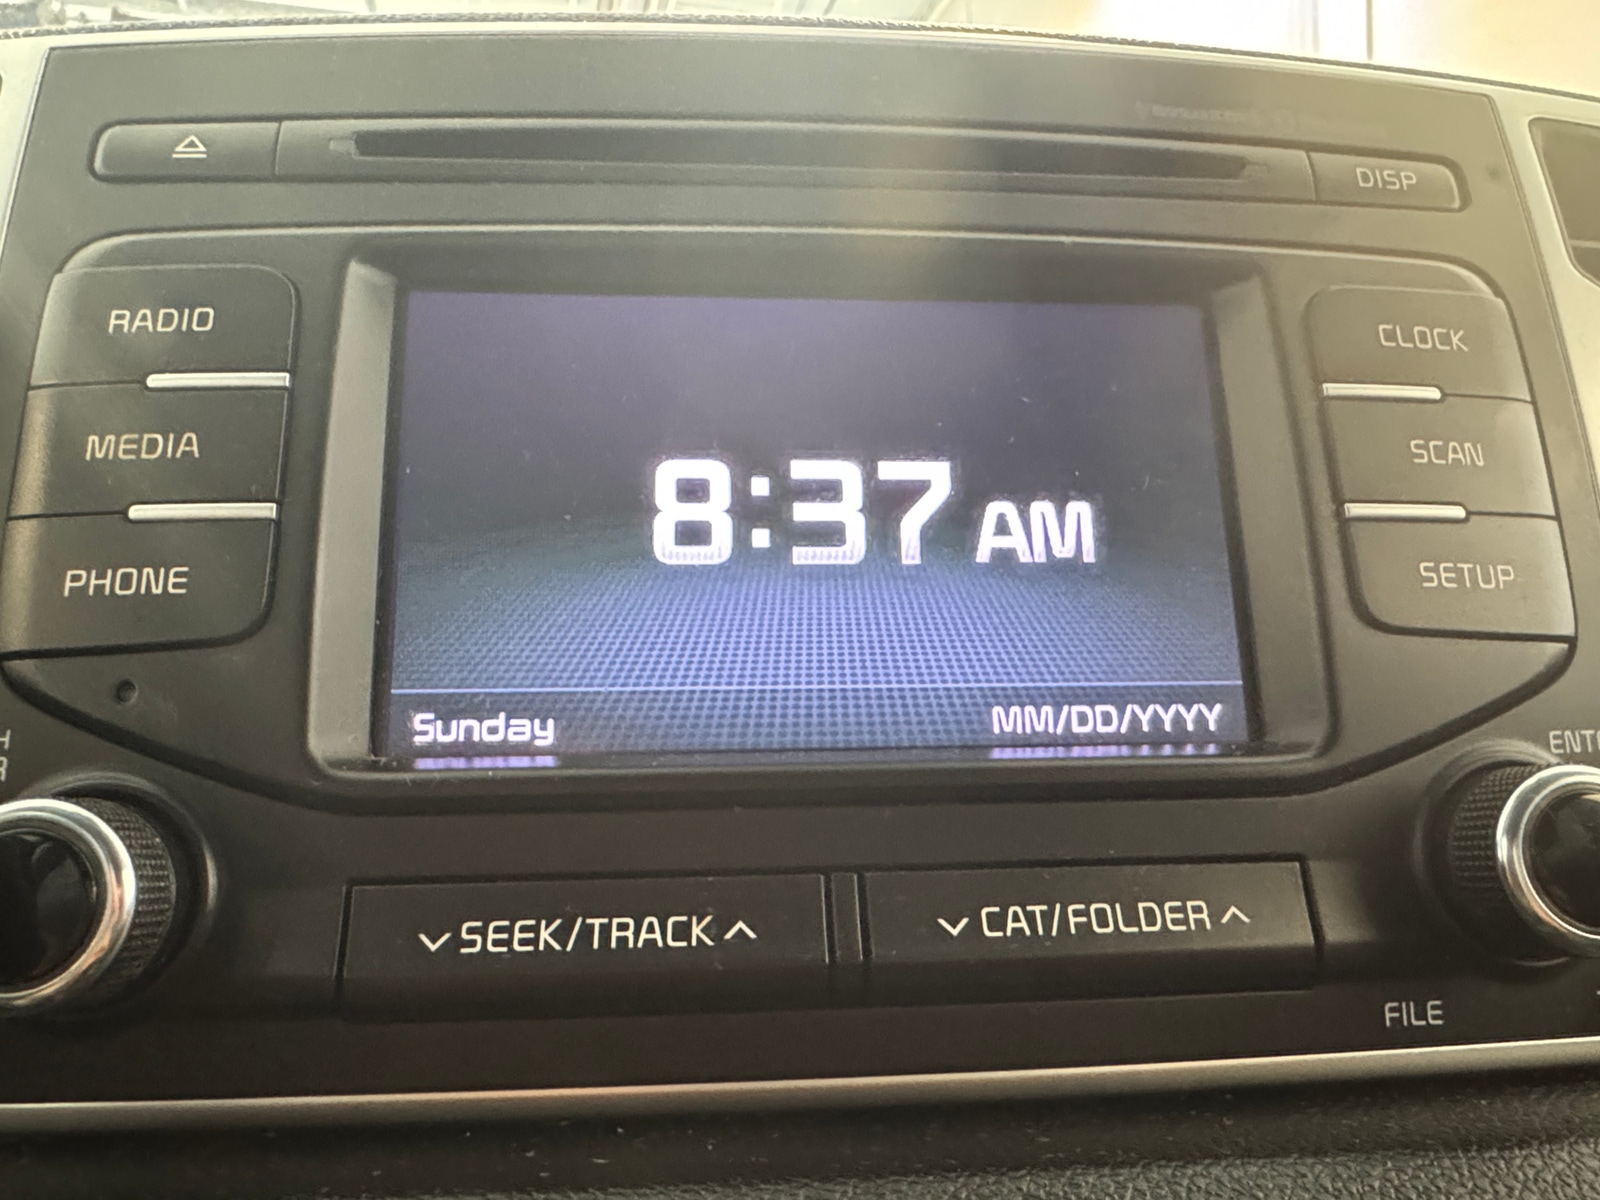 DISP
RADIO
MEDIA
PHONE
8:37 AM
Sunday
MM/DD/YYYY
CLOCK
SCAN
SETUP
SEEK/TRACK
CAT/FOLDER
FILE